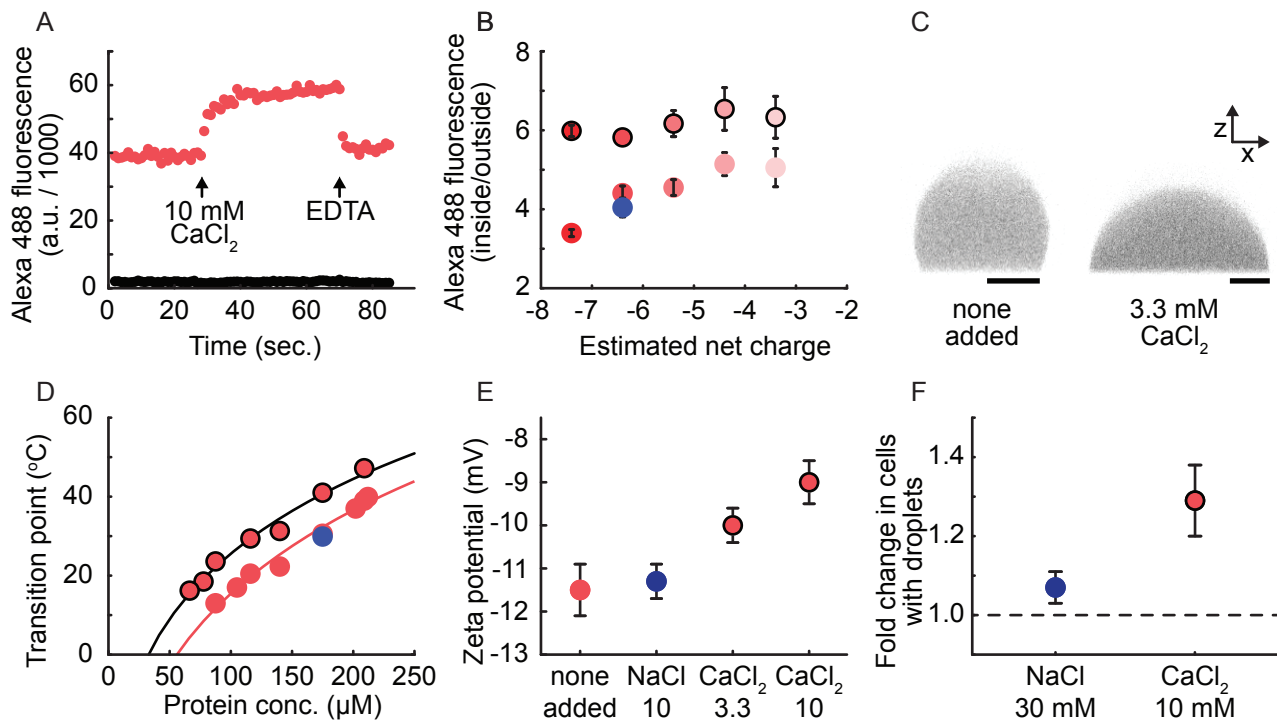 A
Alexa 488 fluorescence
(a.u. / 1000)
60
40
20
0
10 mM
CaCl₂
EDTA
0 20 40 60 80
Time (sec.)
B
Alexa 488 fluorescence
(inside/outside)
8
6
4
2
-8 -7 -6 -5 -4 -3 -2
Estimated net charge
C
z
x
none
added
3.3 mM
CaCl₂
D
Transition point (°C)
60
40
20
0
0 50 100 150 200 250
Protein conc. (µM)
E
Zeta potential (mV)
-8
-9
-10
-11
-12
-13
none
added
NaCl
10
CaCl₂
3.3
CaCl₂
10
F
Fold change in cells
with droplets
1.4
1.2
1.0
NaCl
30 mM
CaCl₂
10 mM